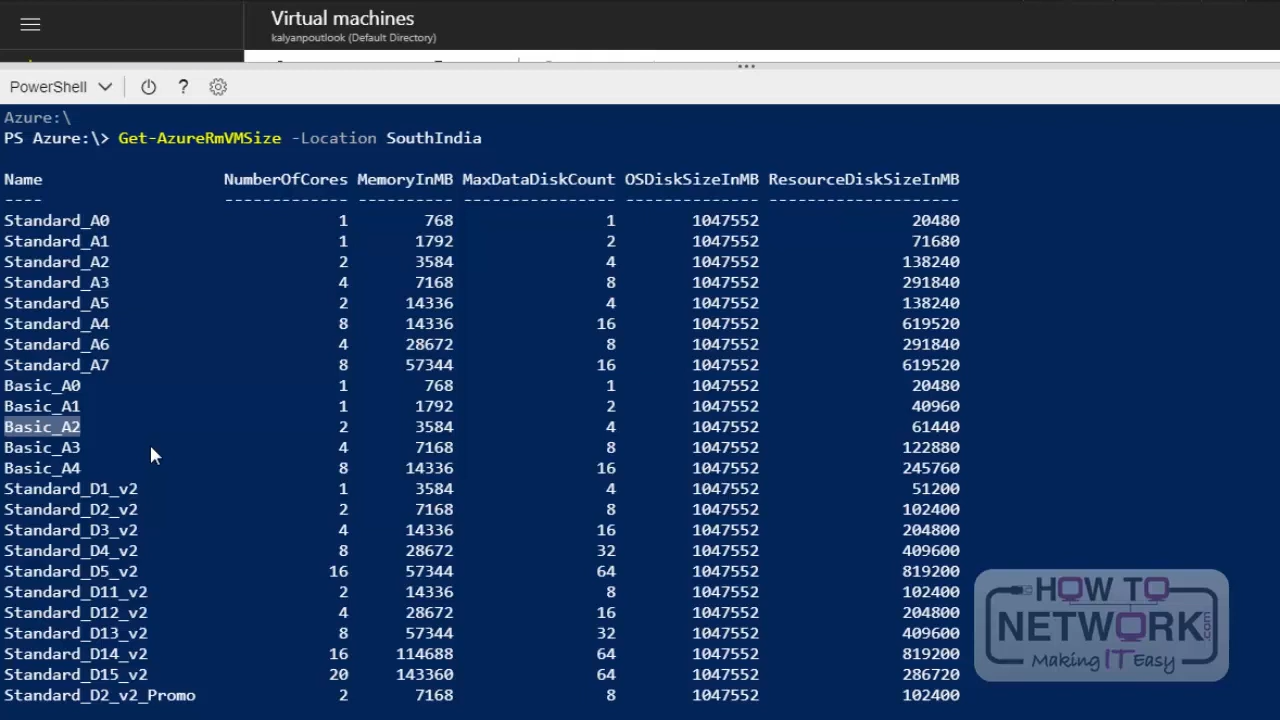 Virtual machines
kalyanpoutlook (Default Directory)
PowerShell
?
Azure:\
PS Azure:\> Get-AzureRmVMSize -Location SouthIndia
Name NumberOfCores MemoryInMB MaxDataDiskCount OSDiskSizeInMB ResourceDiskSizeInMB
---- ------------- ---------- ---------------- -------------- --------------------
Standard_A0 1 768 1 1047552 20480
Standard_A1 1 1792 2 1047552 71680
Standard_A2 2 3584 4 1047552 138240
Standard_A3 4 7168 8 1047552 291840
Standard_A5 2 14336 4 1047552 138240
Standard_A4 8 14336 16 1047552 619520
Standard_A6 4 28672 8 1047552 291840
Standard_A7 8 57344 16 1047552 619520
Basic_A0 1 768 1 1047552 20480
Basic_A1 1 1792 2 1047552 40960
Basic_A2 2 3584 4 1047552 61440
Basic_A3 4 7168 8 1047552 122880
Basic_A4 8 14336 16 1047552 245760
Standard_D1_v2 1 3584 4 1047552 51200
Standard_D2_v2 2 7168 8 1047552 102400
Standard_D3_v2 4 14336 16 1047552 204800
Standard_D4_v2 8 28672 32 1047552 409600
Standard_D5_v2 16 57344 64 1047552 819200
Standard_D11_v2 2 14336 8 1047552 102400
Standard_D12_v2 4 28672 16 1047552 204800
Standard_D13_v2 8 57344 32 1047552 409600
Standard_D14_v2 16 114688 64 1047552 819200
Standard_D15_v2 20 143360 64 1047552 286720
Standard_D2_v2_Promo 2 7168 8 1047552 102400
HOW TO
NETWORK.com
Making IT Easy